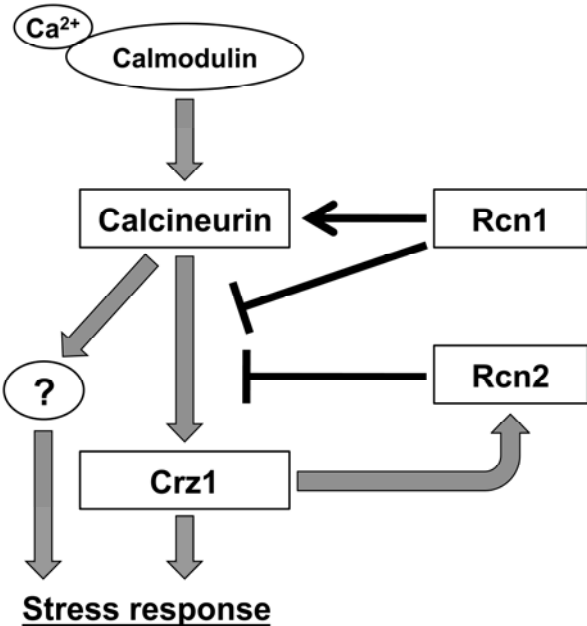 Ca²⁺
Calmodulin
Calcineurin
Rcn1
Rcn2
?
Crz1
Stress response